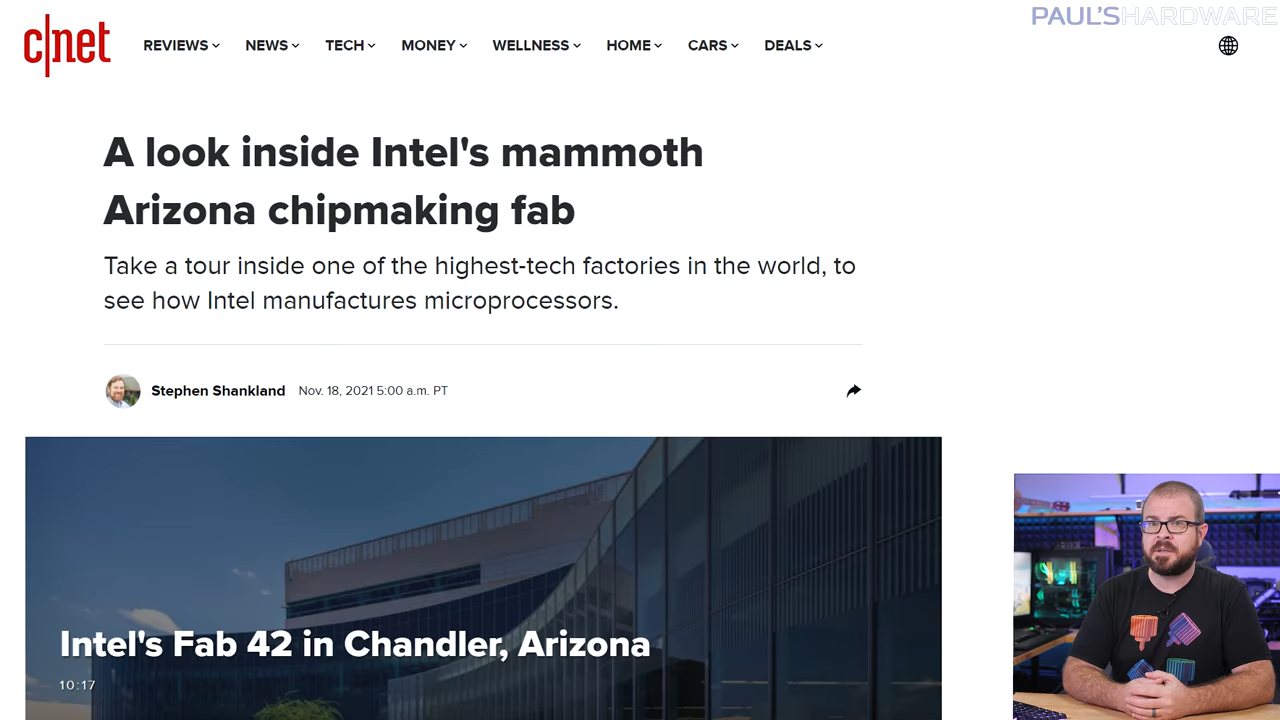 PAUL'SHARDWARE
c|net
REVIEWS NEWS TECH MONEY WELLNESS HOME CARS DEALS
A look inside Intel's mammoth
Arizona chipmaking fab
Take a tour inside one of the highest-tech factories in the world, to
see how Intel manufactures microprocessors.
Stephen Shankland Nov. 18, 2021 5:00 a.m. PT
Intel's Fab 42 in Chandler, Arizona
10:17